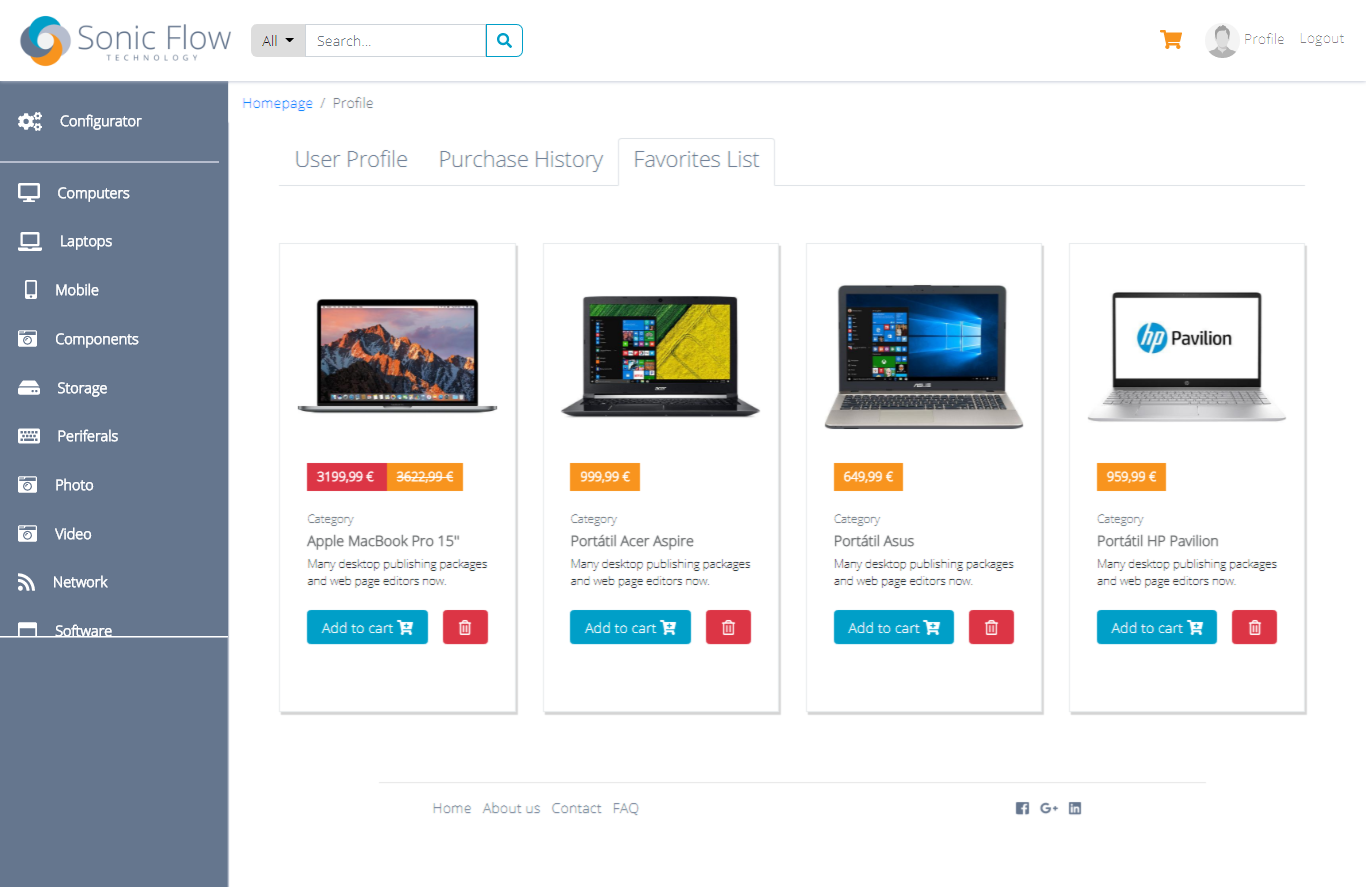 Sonic Flow
TECHNOLOGY
All
Search...
Profile
Logout
Configurator
Computers
Laptops
Mobile
Components
Storage
Periferals
Photo
Video
Network
Software
Homepage / Profile
User Profile
Purchase History
Favorites List
3199,99 € 3622,99 €
Category
Apple MacBook Pro 15"
Many desktop publishing packages
and web page editors now.
Add to cart
acer
999,99 €
Category
Portátil Acer Aspire
Many desktop publishing packages
and web page editors now.
Add to cart
ASUS
649,99 €
Category
Portátil Asus
Many desktop publishing packages
and web page editors now.
Add to cart
hp Pavilion
959,99 €
Category
Portátil HP Pavilion
Many desktop publishing packages
and web page editors now.
Add to cart
Home About us Contact FAQ
G+ in